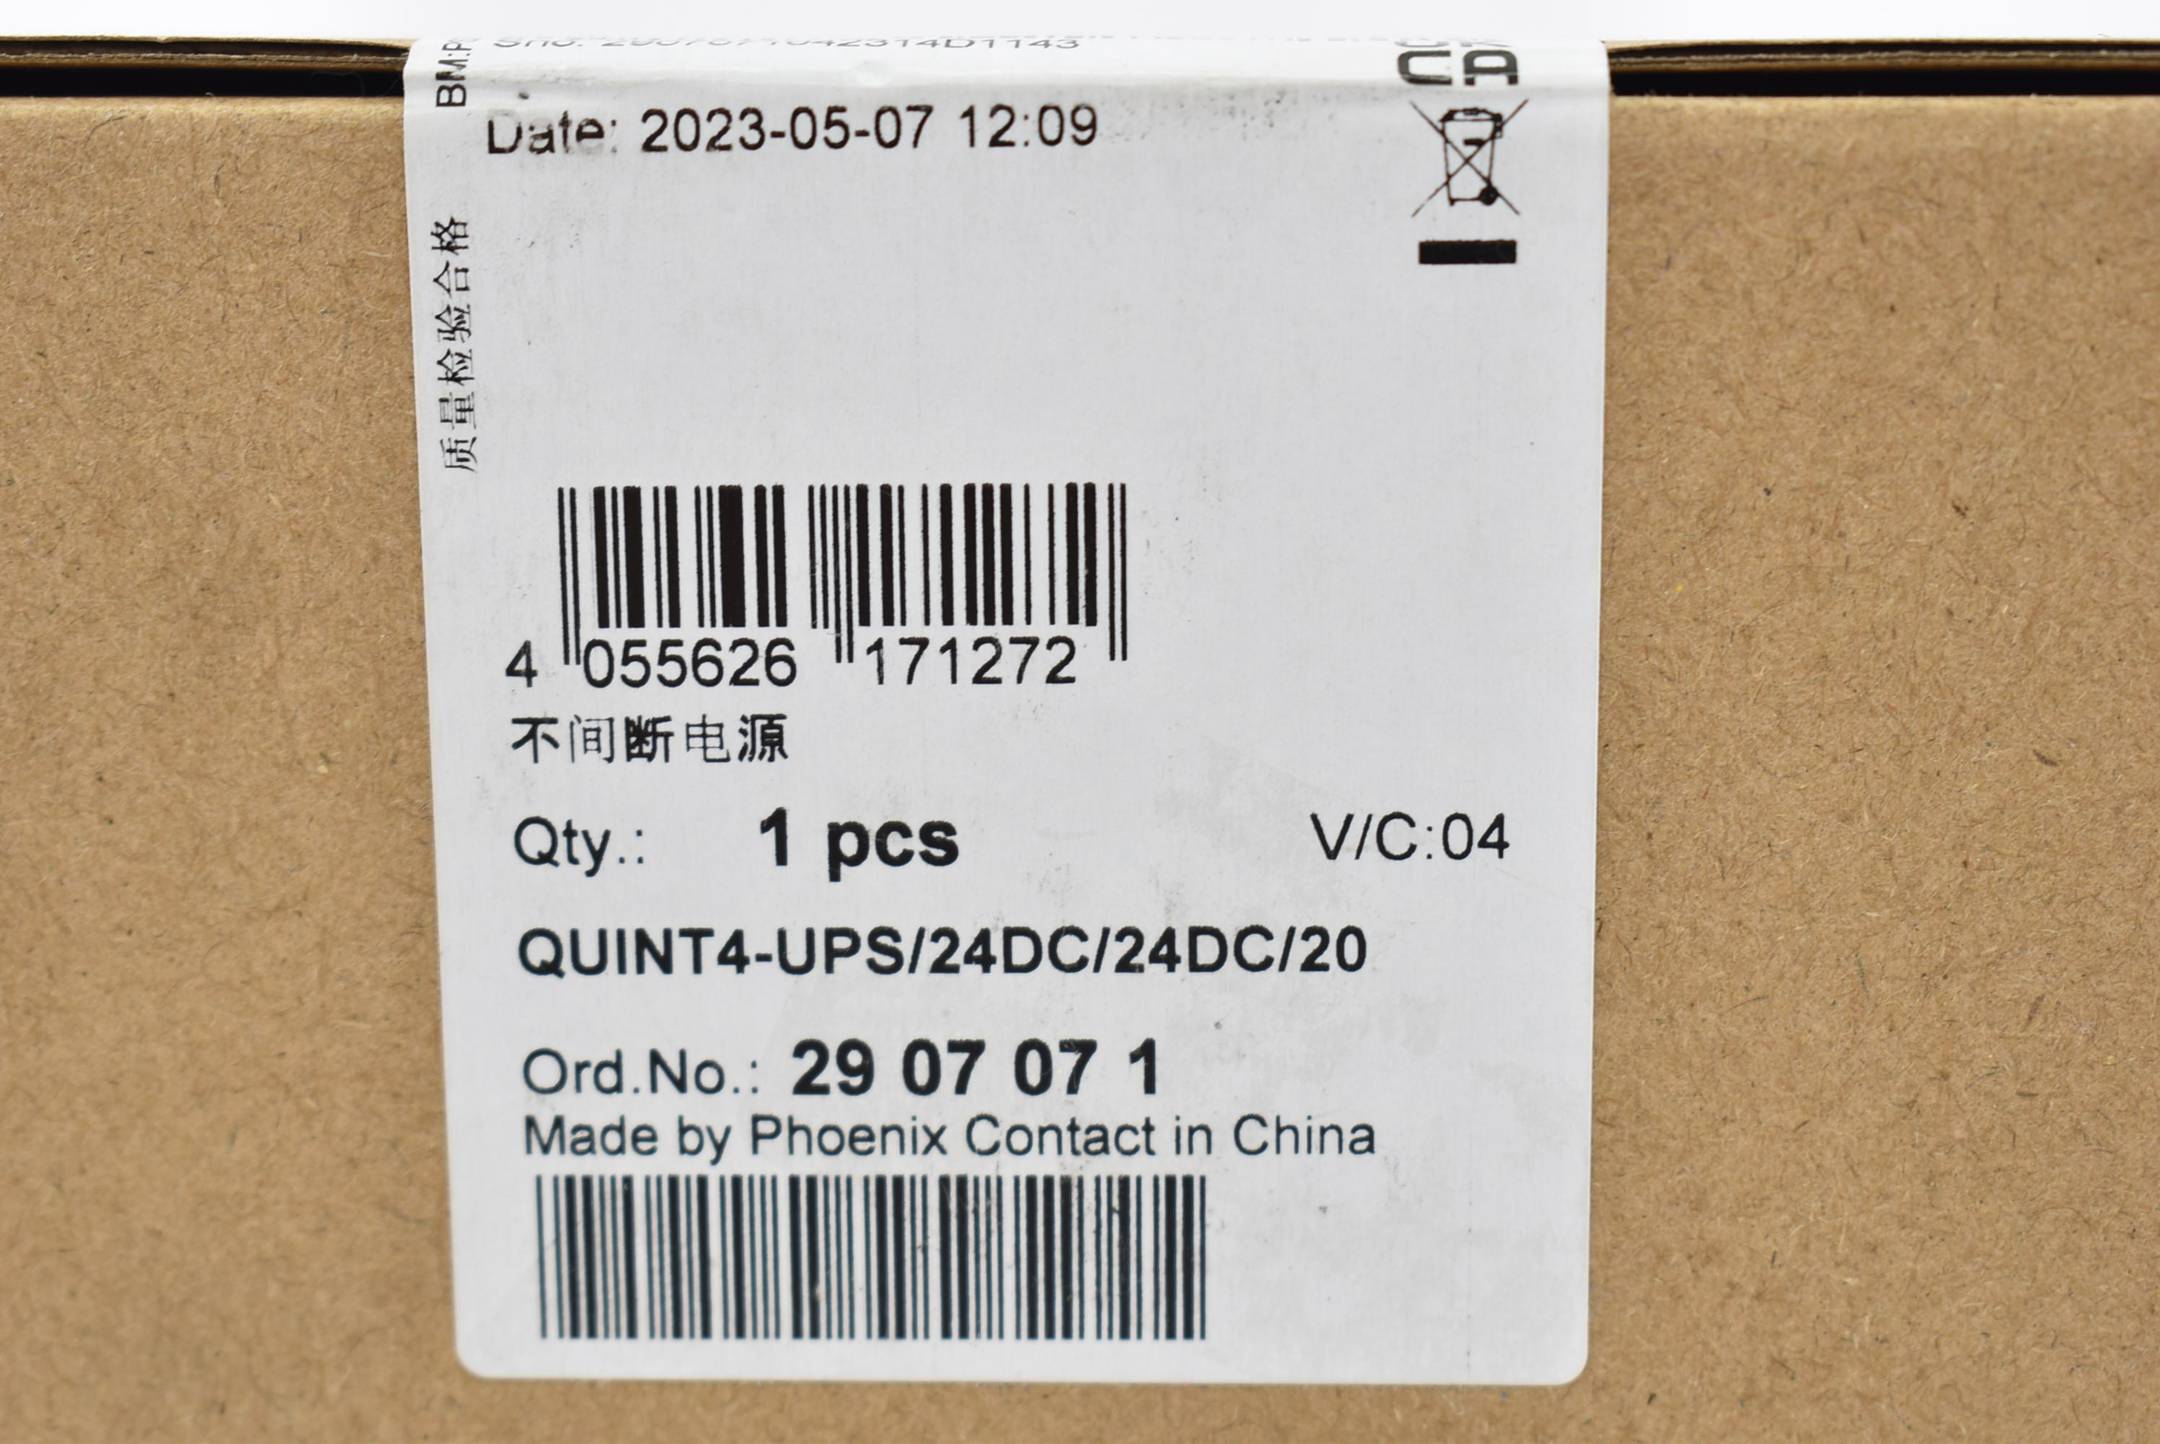 Date: 2023-05-07 12:09
质量检验合格
4 055626 171272
不间断电源
Qty.: 1 pcs V/C:04
QUINT4-UPS/24DC/24DC/20
Ord.No.: 29 07 07 1
Made by Phoenix Contact in China